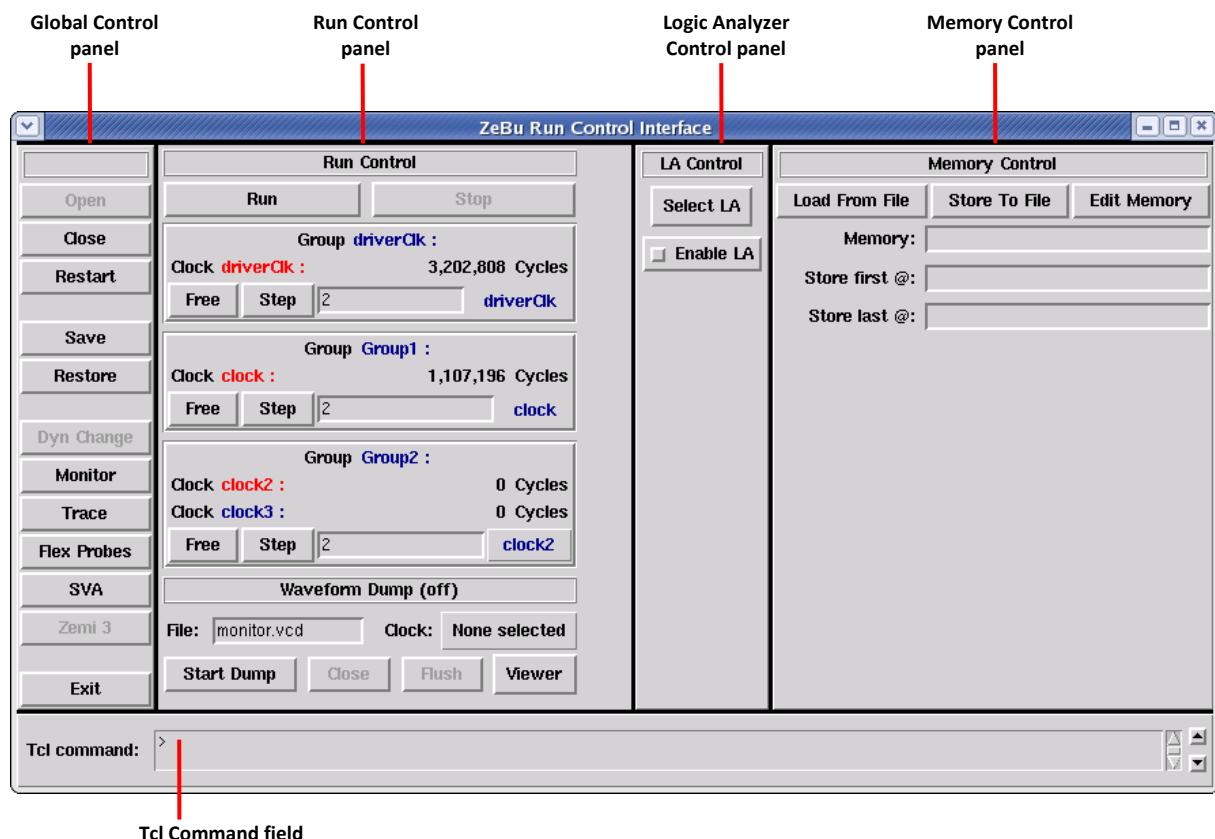 Global Control
panel
Run Control
panel
Logic Analyzer
Control panel
Memory Control
panel
ZeBu Run Control Interface
Open
Close
Restart
Save
Restore
Dyn Change
Monitor
Trace
Flex Probes
SVA
Zemi 3
Exit
Run Control
Run Stop
Group driverClk :
Clock driverClk : 3,202,808 Cycles
Free Step 2 driverClk
Group Group1 :
Clock clock : 1,107,196 Cycles
Free Step 2 clock
Group Group2 :
Clock clock2 : 0 Cycles
Clock clock3 : 0 Cycles
Free Step 2 clock2
Waveform Dump (off)
File: monitor.vcd Clock: None selected
Start Dump Close Flush Viewer
LA Control
Select LA
Enable LA
Memory Control
Load From File Store To File Edit Memory
Memory:
Store first @:
Store last @:
Tcl command: >
Tcl Command field